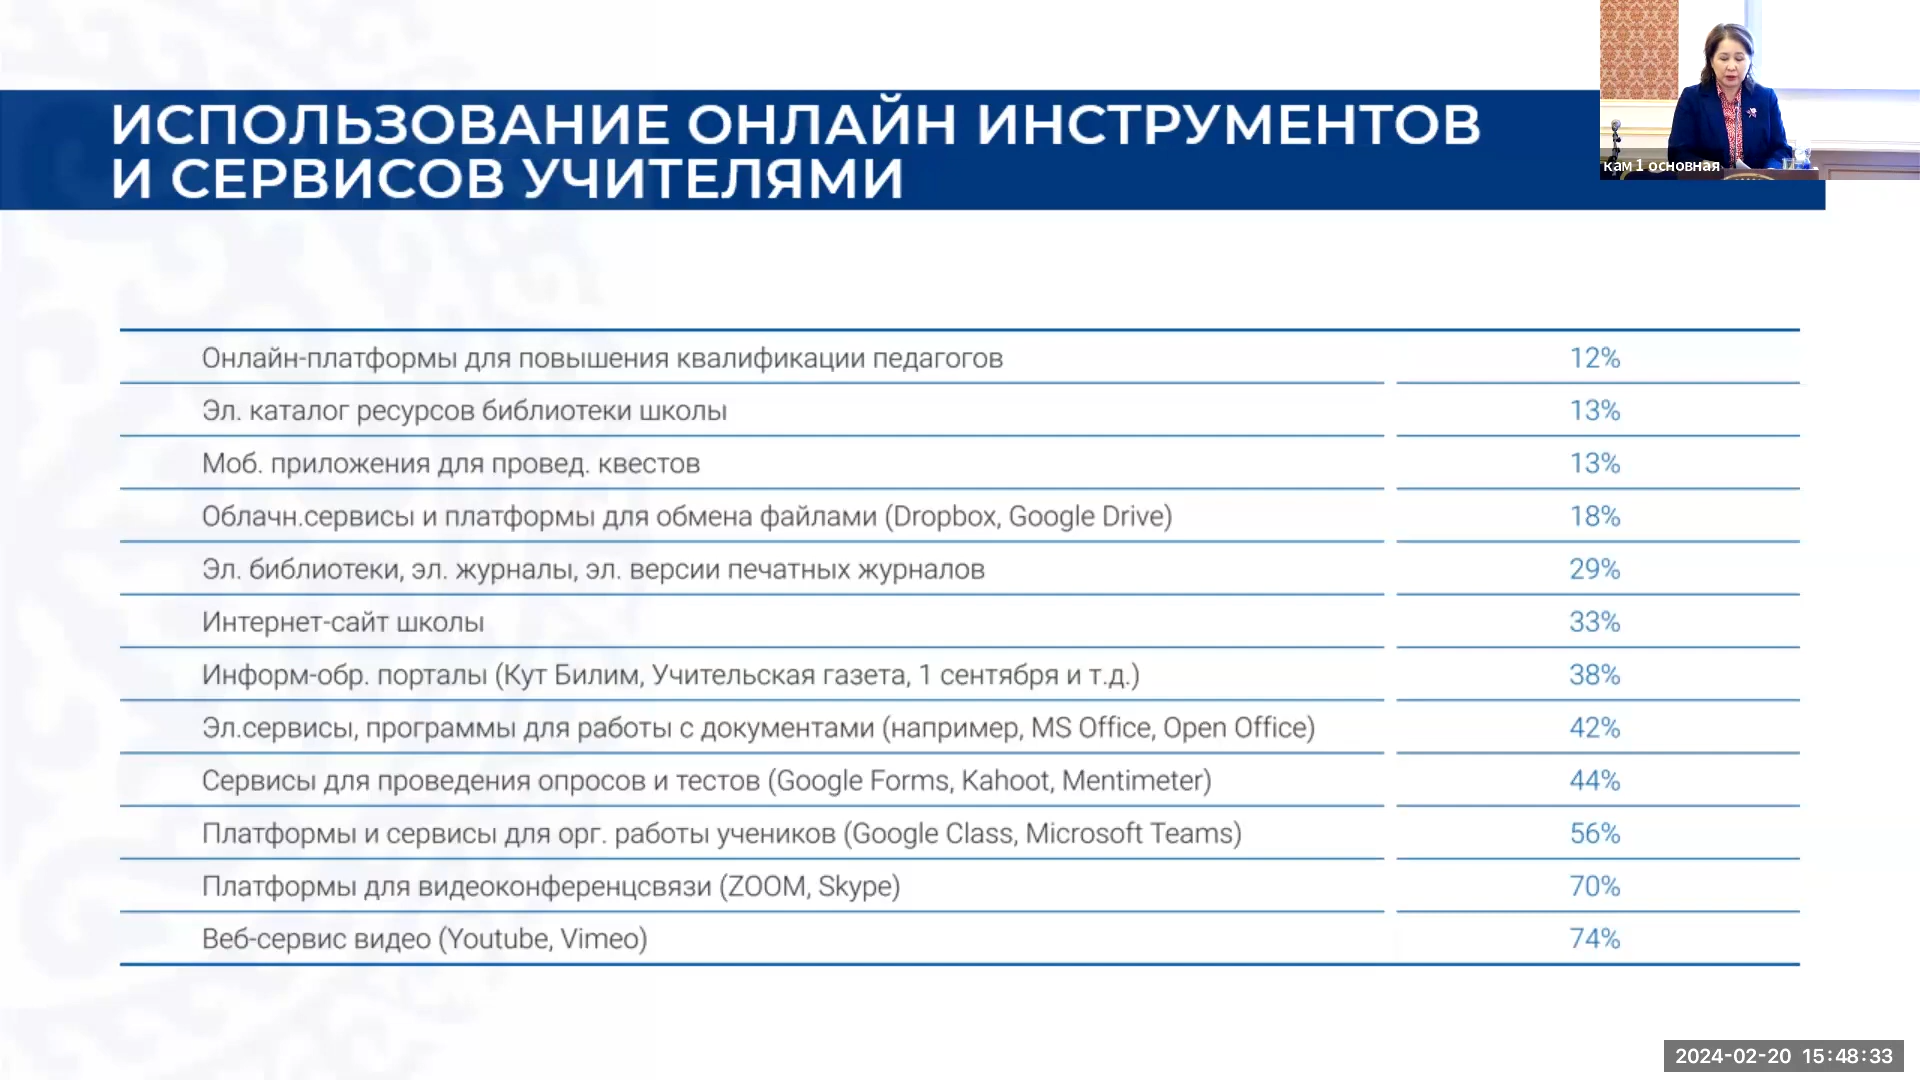 ИСПОЛЬЗОВАНИЕ ОНЛАЙН ИНСТРУМЕНТОВ
И СЕРВИСОВ УЧИТЕЛЯМИ
кам 1 основная
Онлайн-платформы для повышения квалификации педагогов 12%
Эл. каталог ресурсов библиотеки школы 13%
Моб. приложения для провед. квестов 13%
Облачн.сервисы и платформы для обмена файлами (Dropbox, Google Drive) 18%
Эл. библиотеки, эл. журналы, эл. версии печатных журналов 29%
Интернет-сайт школы 33%
Информ-обр. порталы (Кут Билим, Учительская газета, 1 сентября и т.д.) 38%
Эл.сервисы, программы для работы с документами (например, MS Office, Open Office) 42%
Сервисы для проведения опросов и тестов (Google Forms, Kahoot, Mentimeter) 44%
Платформы и сервисы для орг. работы учеников (Google Class, Microsoft Teams) 56%
Платформы для видеоконференцсвязи (ZOOM, Skype) 70%
Веб-сервис видео (Youtube, Vimeo) 74%
2024-02-20 15:48:33